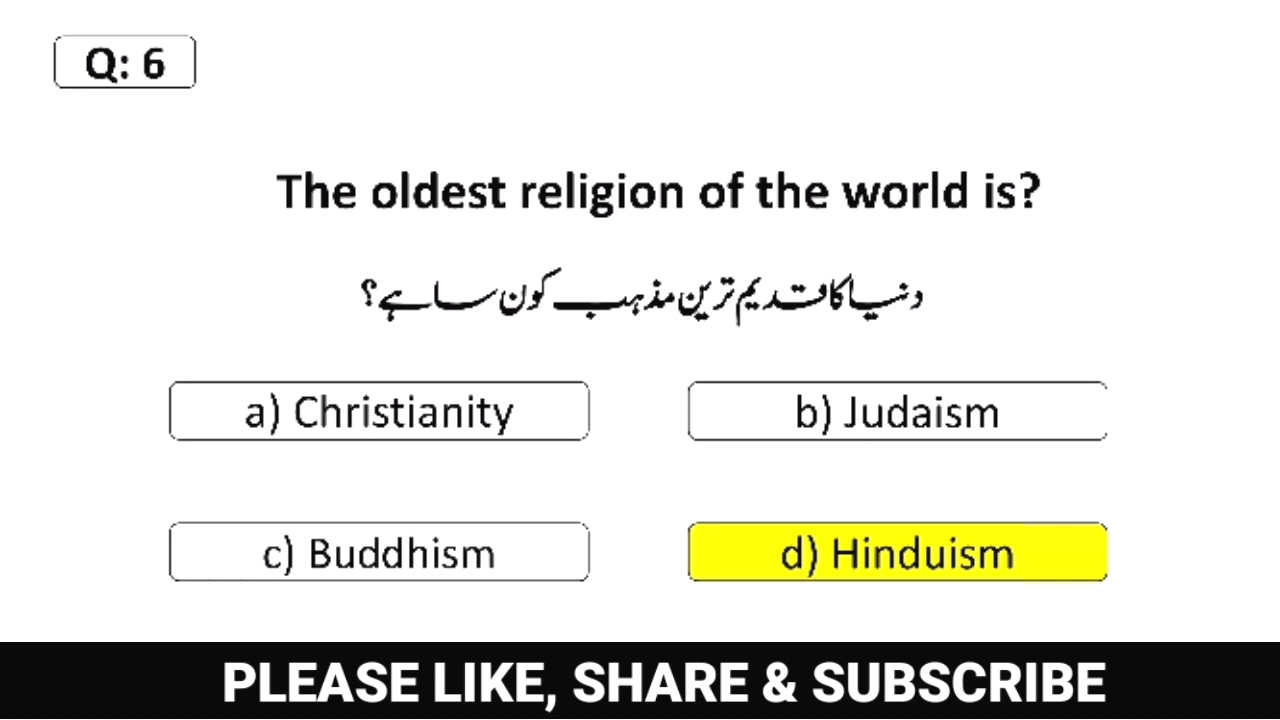 Q: 6
The oldest religion of the world is?
دنیا کا قدیم ترین مذہب کون سا ہے؟
a) Christianity
b) Judaism
c) Buddhism
d) Hinduism
PLEASE LIKE, SHARE & SUBSCRIBE